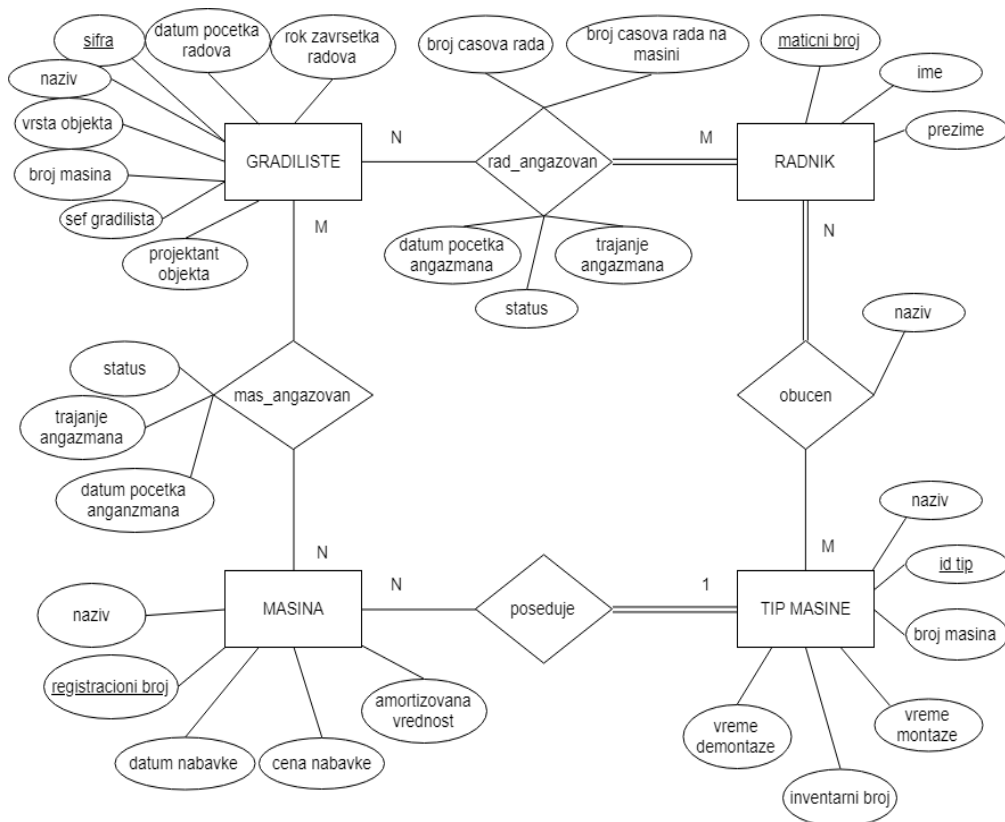 sifra
datum pocetka
radova
rok zavrsetka
radova
naziv
vrsta objekta
broj masina
sef gradilista
projektant
objekta
GRADILISTE
N
M
broj casova rada
broj casova rada na
masini
rad_angazovan
datum pocetka
angazmana
trajanje
angazmana
status
M
maticni broj
ime
prezime
RADNIK
N
naziv
obucen
M
status
trajanje
angazmana
datum pocetka
anganzmana
mas_angazovan
N
naziv
registracioni broj
datum nabavke
cena nabavke
amortizovana
vrednost
MASINA
N
poseduje
1
TIP MASINE
naziv
id tip
broj masina
vreme
montaze
inventarni broj
vreme
demontaze